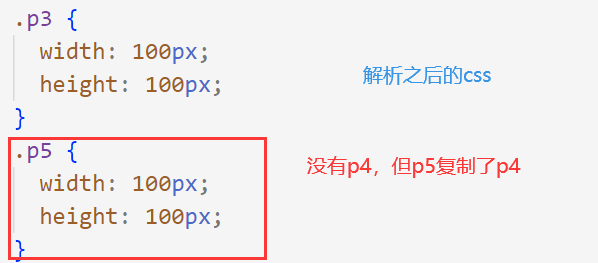 .p3 {
width: 100px;
height: 100px;
解析之后的css
}
.p5 {
width: 100px;
没有p4，但p5复制了p4
height: 100px;
}